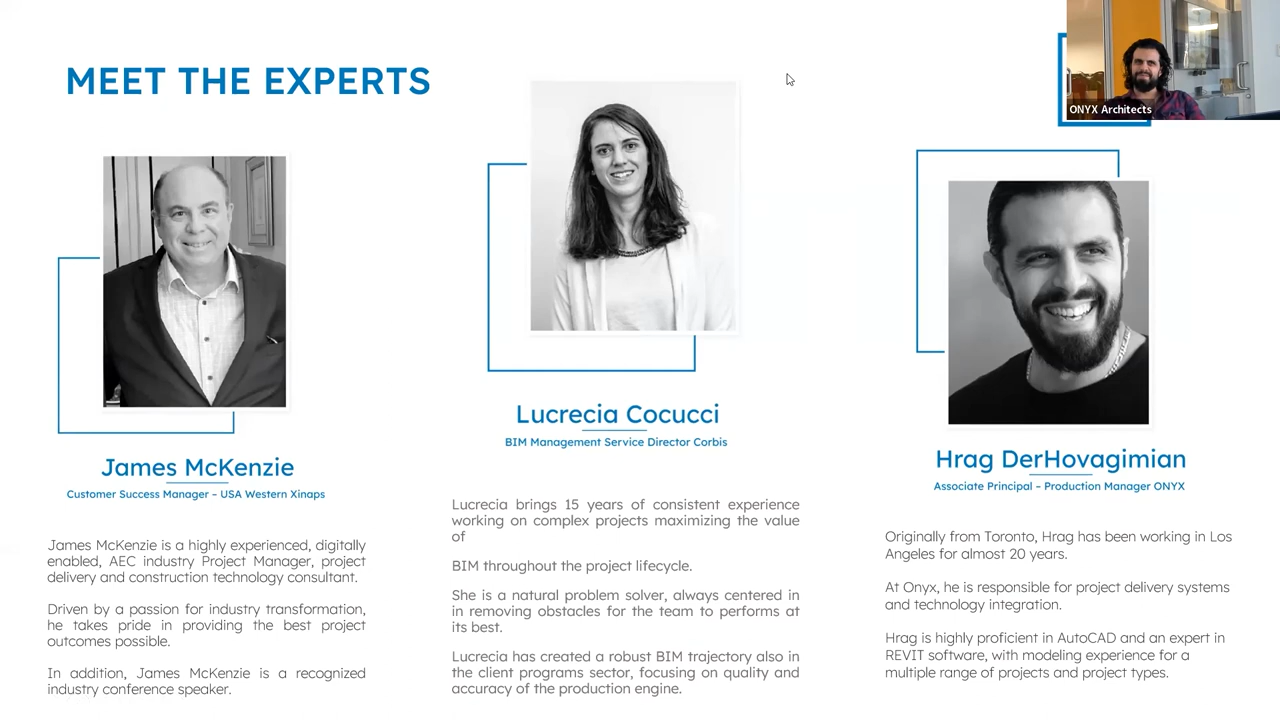 MEET THE EXPERTS
ONYX Architects
James McKenzie
Customer Success Manager – USA Western Xinaps
James McKenzie is a highly experienced, digitally
enabled, AEC industry Project Manager, project
delivery and construction technology consultant.
Driven by a passion for industry transformation,
he takes pride in providing the best project
outcomes possible.
In addition, James McKenzie is a recognized
industry conference speaker.
Lucrecia Cocucci
BIM Management Service Director Corbis
Lucrecia brings 15 years of consistent experience
working on complex projects maximizing the value
of
BIM throughout the project lifecycle.
She is a natural problem solver, always centered in
in removing obstacles for the team to performs at
its best.
Lucrecia has created a robust BIM trajectory also in
the client programs sector, focusing on quality and
accuracy of the production engine.
Hrag DerHovagimian
Associate Principal – Production Manager ONYX
Originally from Toronto, Hrag has been working in Los
Angeles for almost 20 years.
At Onyx, he is responsible for project delivery systems
and technology integration.
Hrag is highly proficient in AutoCAD and an expert in
REVIT software, with modeling experience for a
multiple range of projects and project types.